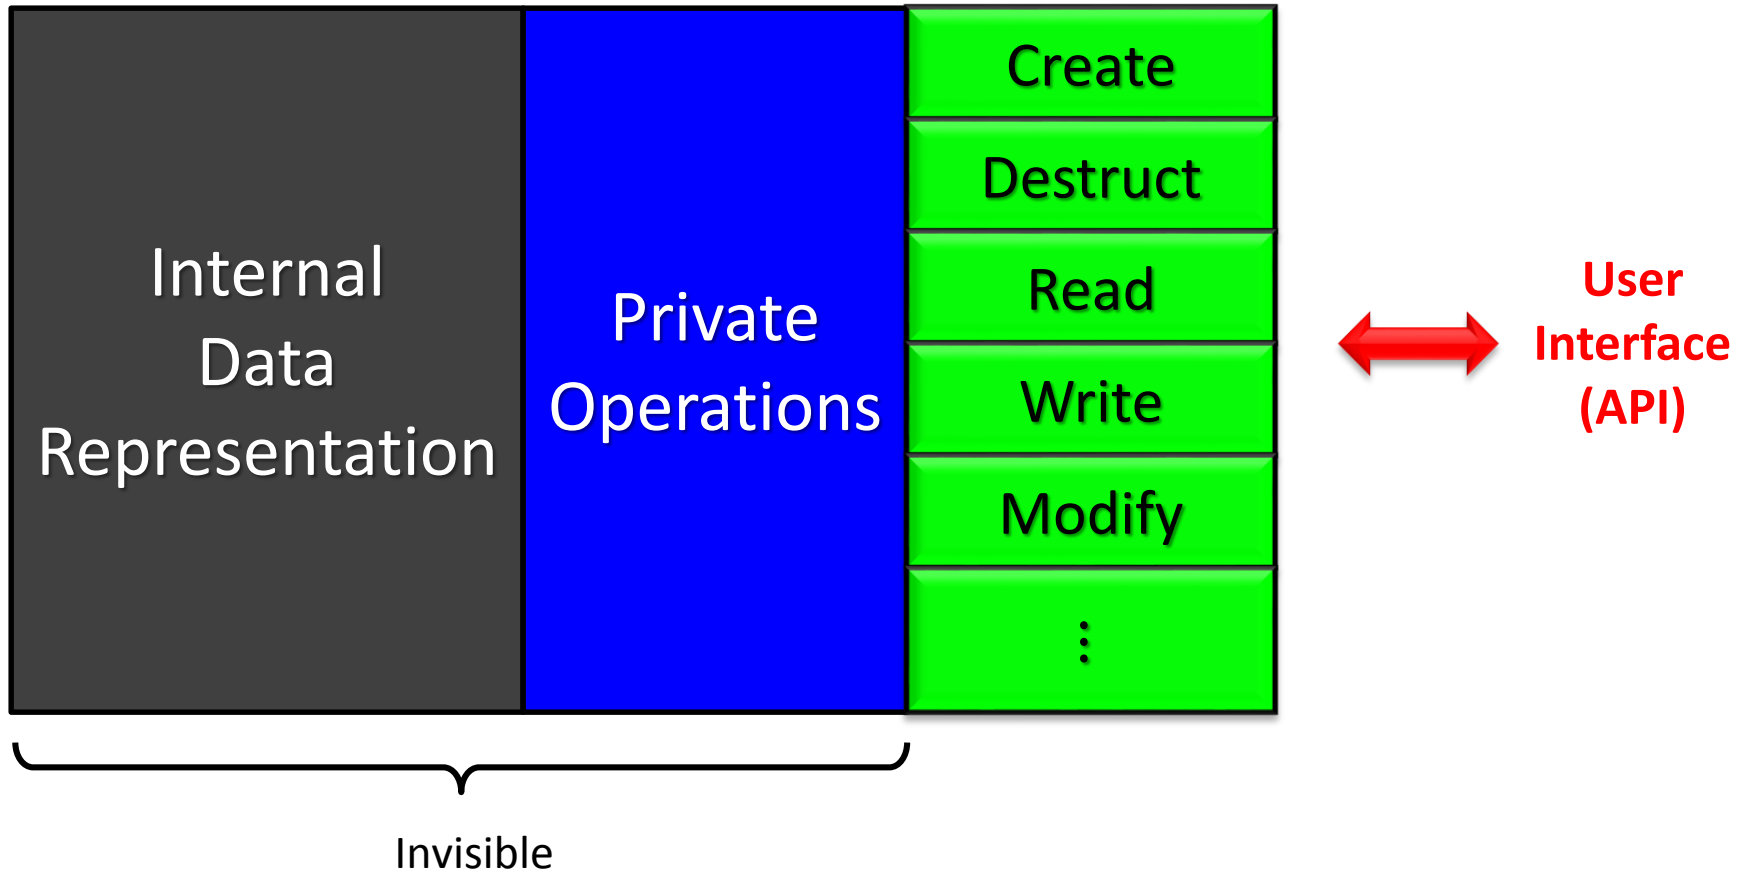 Internal
Data
Representation
Private
Operations
Create
Destruct
Read
Write
Modify
⋮
User
Interface
(API)
Invisible